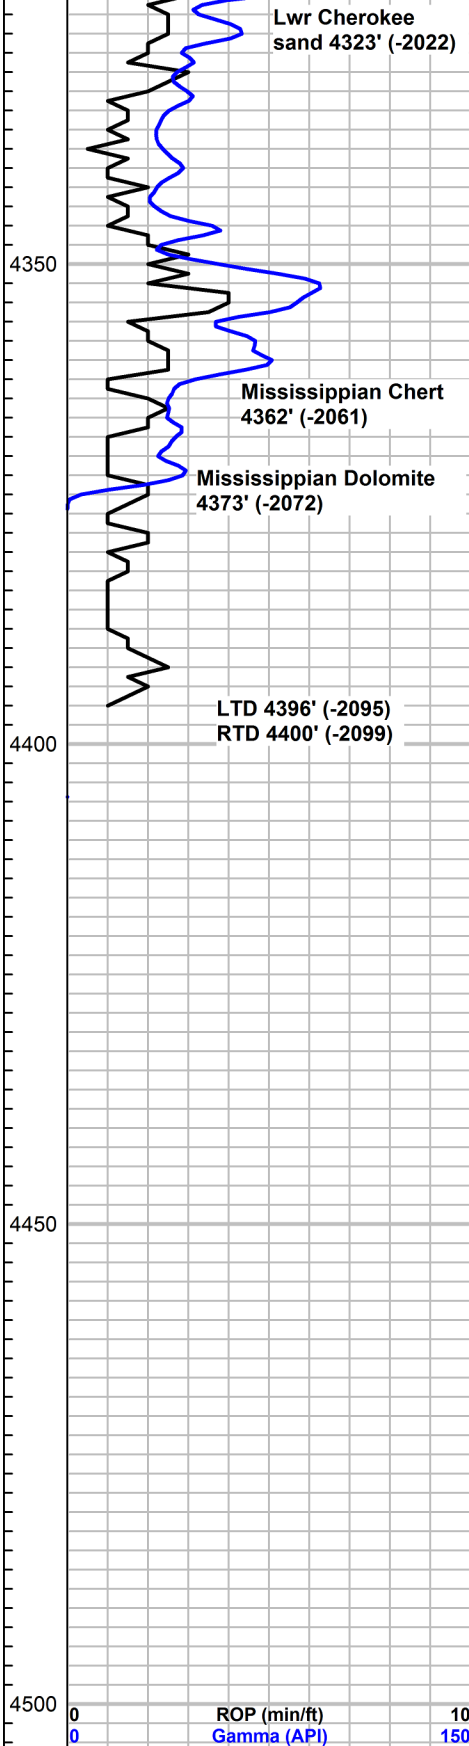 Lwr Cherokee
sand 4323' (-2022)
4350
Mississippian Chert
4362' (-2061)
Mississippian Dolomite
4373' (-2072)
LTD 4396' (-2095)
RTD 4400' (-2099)
4400
4450
4500
0 ROP (min/ft) 10
0 Gamma (API) 150